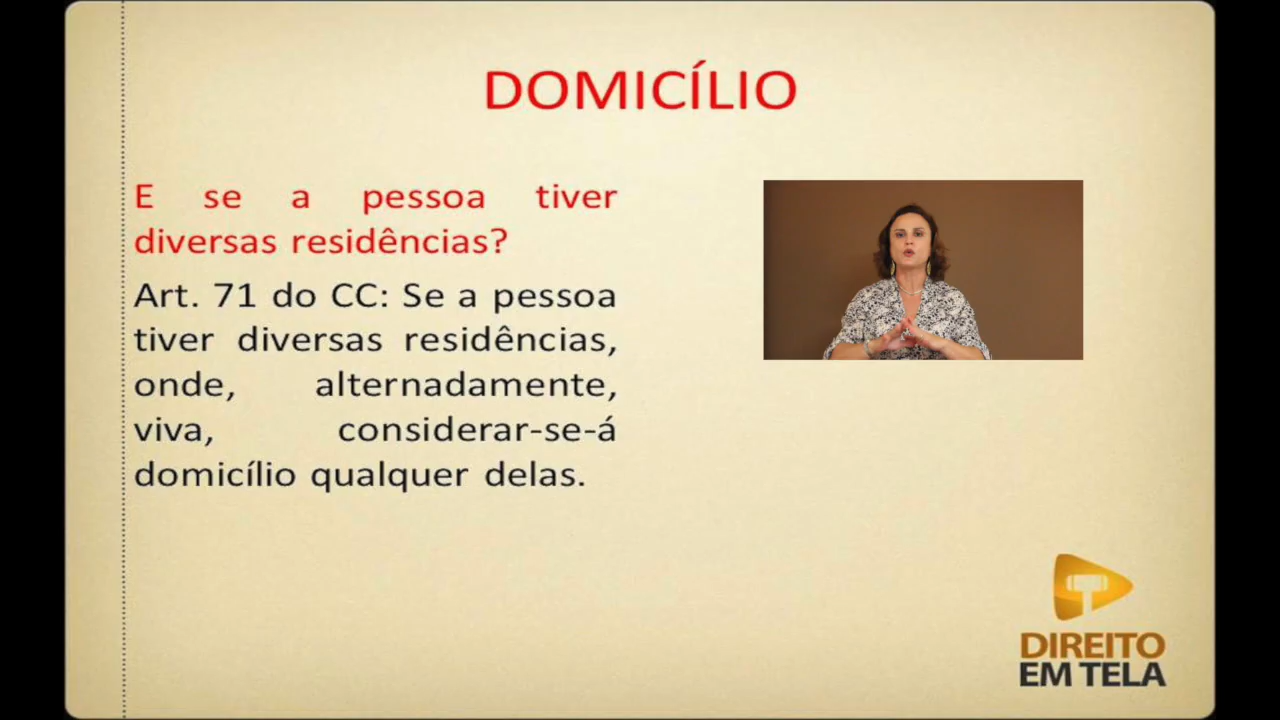 DOMICÍLIO
E se a pessoa tiver
diversas residências?
Art. 71 do CC: Se a pessoa
tiver diversas residências,
onde, alternadamente,
viva, considerar-se-á
domicílio qualquer delas.
DIREITO
EM TELA